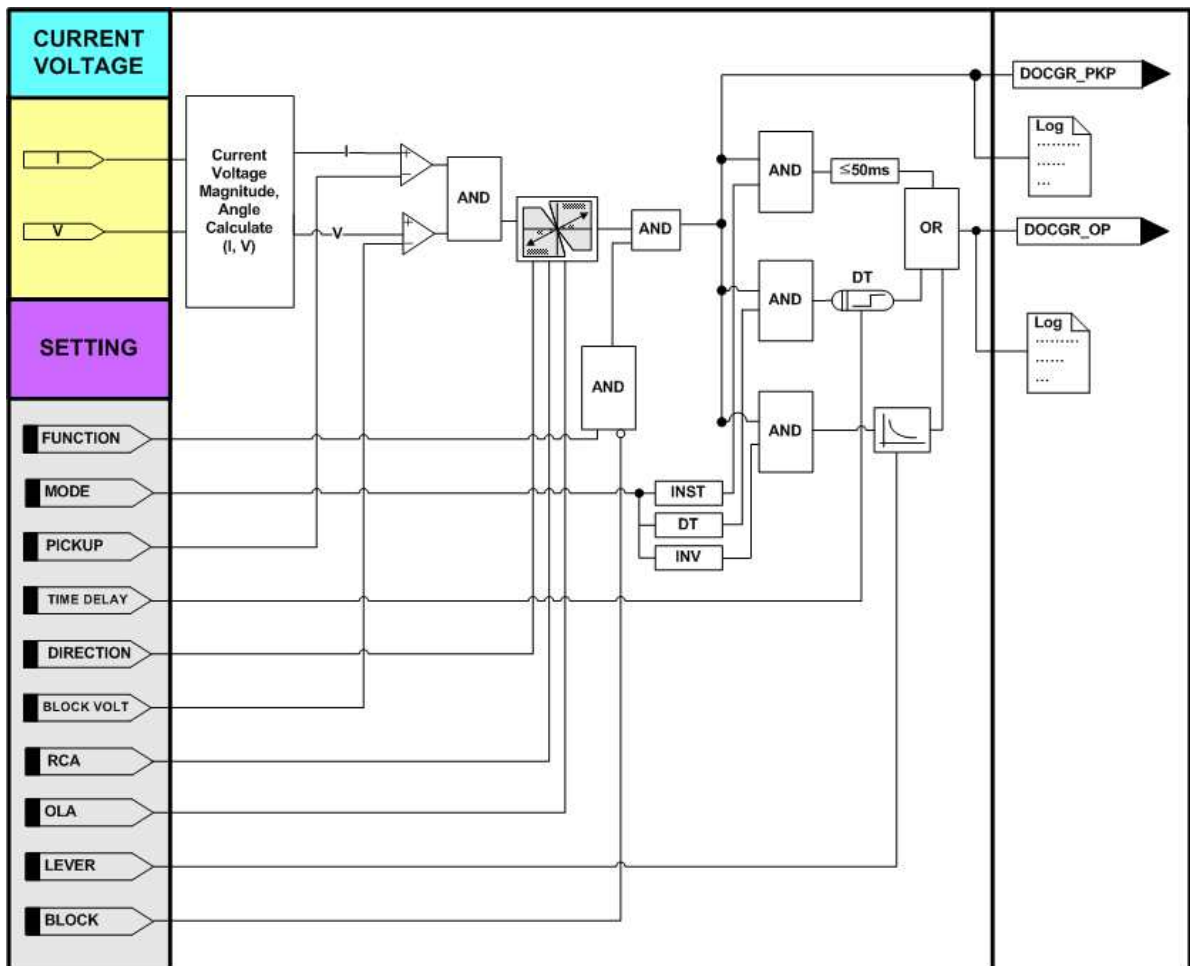 CURRENT
VOLTAGE
I
V
SETTING
FUNCTION
MODE
PICKUP
TIME DELAY
DIRECTION
BLOCK VOLT
RCA
OLA
LEVER
BLOCK
Current
Voltage
Magnitude,
Angle
Calculate
(I, V)
I
V
+
−
+
−
AND
AND
AND
INST
DT
INV
AND
AND
AND
≤50ms
DT
OR
DOCGR_PKP
Log
DOCGR_OP
Log